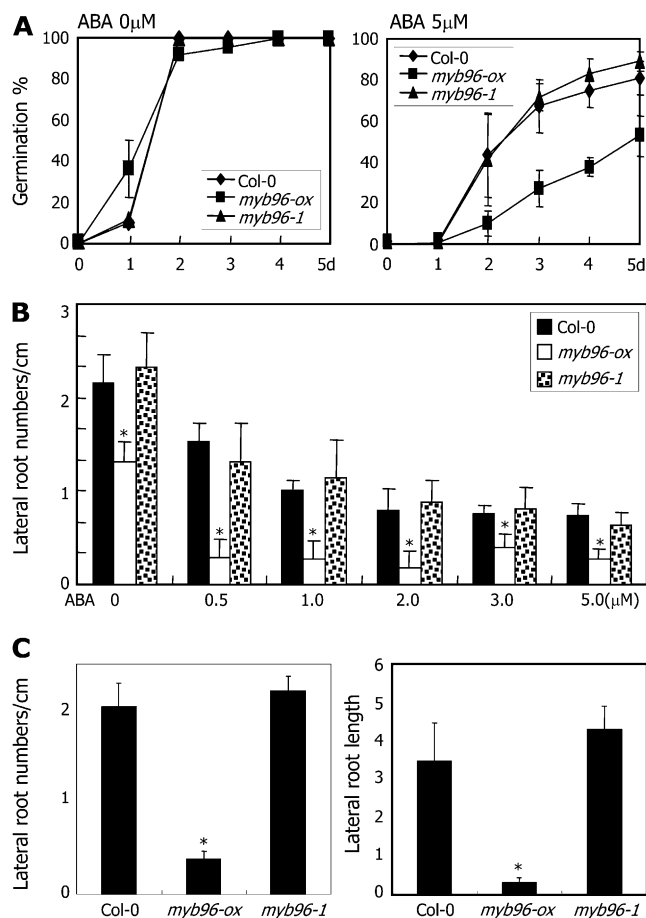 A
ABA 0µM
ABA 5µM
Germination %
100
80
60
40
20
0
0 1 2 3 4 5d
Col-0
myb96-ox
myb96-1
100
80
60
40
20
0
0 1 2 3 4 5d
Col-0
myb96-ox
myb96-1
B
Lateral root numbers/cm
3
2
1
0
Col-0
myb96-ox
myb96-1
* * * * * *
ABA 0 0.5 1.0 2.0 3.0 5.0(µM)
C
Lateral root numbers/cm
2
1
0
*
Col-0 myb96-ox myb96-1
Lateral root length
6
5
4
3
2
1
0
*
Col-0 myb96-ox myb96-1